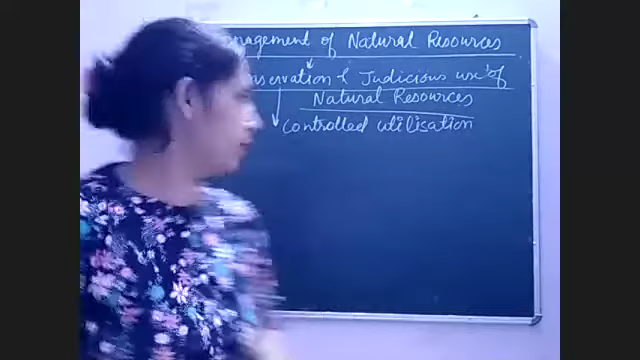 of Natural Resources
& Judicious use of
Natural Resources
controlled utilisation